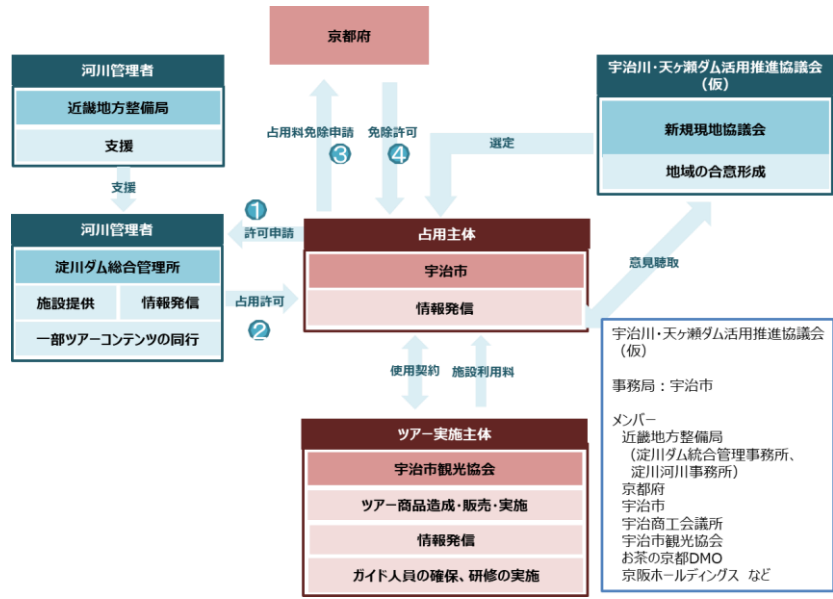 京都府
河川管理者
近畿地方整備局
支援
支援
宇治川・天ヶ瀬ダム活用推進協議会
(仮)
新規現地協議会
地域の合意形成
占用料免除申請
③
免除許可
④
選定
①
許可申請
河川管理者
淀川ダム総合管理所
施設提供
情報発信
一部ツアーコンテンツの同行
占用許可
②
占用主体
宇治市
情報発信
意見聴取
使用契約
施設利用料
ツアー実施主体
宇治市観光協会
ツアー商品造成・販売・実施
情報発信
ガイド人員の確保、研修の実施
宇治川・天ヶ瀬ダム活用推進協議会
(仮)
事務局:宇治市
メンバー
近畿地方整備局
(淀川ダム統合管理事務所、
淀川河川事務所)
京都府
宇治市
宇治商工会議所
宇治市観光協会
お茶の京都DMO
京阪ホールディングス など